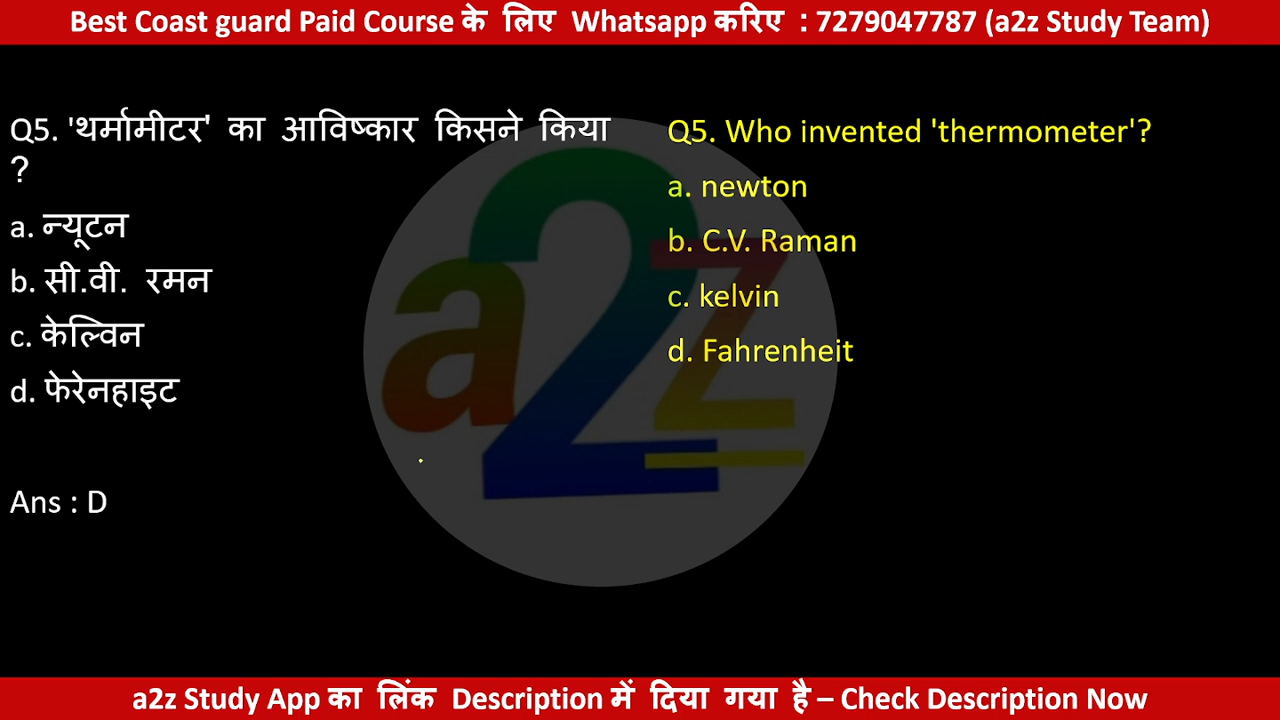 Best Coast guard Paid Course के लिए Whatsapp करिए : 7279047787 (a2z Study Team)
Q5. 'थर्मामीटर' का आविष्कार किसने किया
?
a. न्यूटन
b. सी.वी. रमन
c. केल्विन
d. फेरेनहाइट
Ans : D
Q5. Who invented 'thermometer'?
a. newton
b. C.V. Raman
c. kelvin
d. Fahrenheit
a2z
a2z Study App का लिंक Description में दिया गया है – Check Description Now